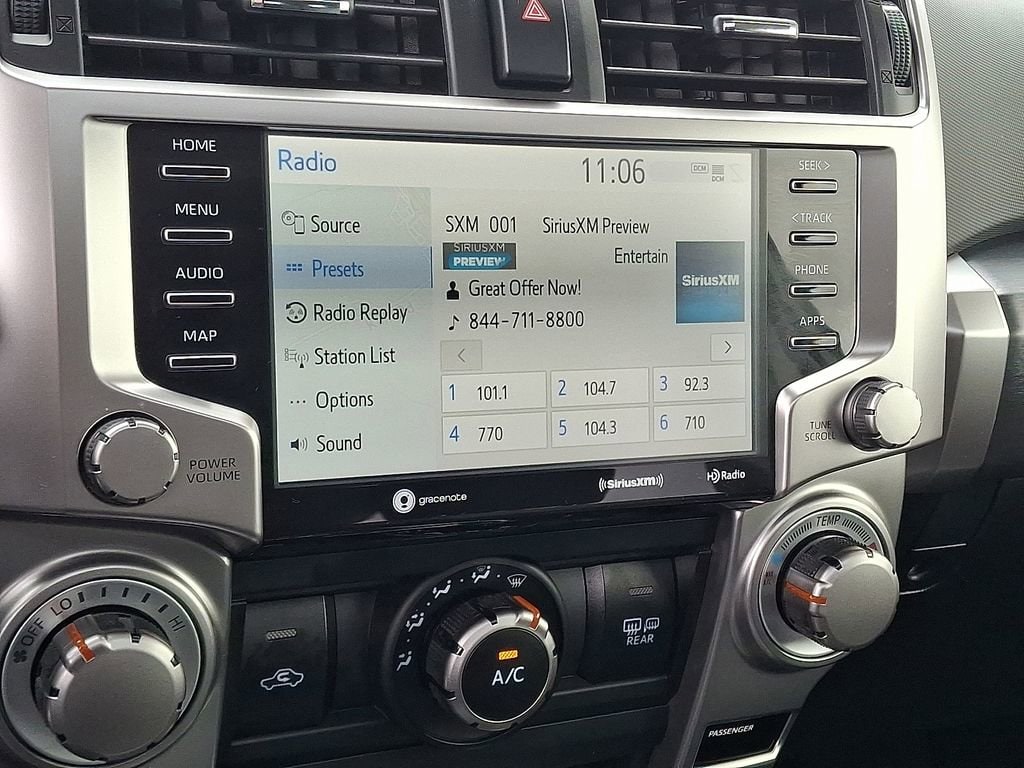 HOME
MENU
AUDIO
MAP
POWER
VOLUME
Radio
11:06
DCM
DCM
Source
Presets
Radio Replay
Station List
Options
Sound
SXM 001 SiriusXM Preview
SIRIUSXM
PREVIEW
Entertain
SiriusXM
Great Offer Now!
844-711-8800
1 101.1
2 104.7
3 92.3
4 770
5 104.3
6 710
gracenote
((SiriusXM))
HD Radio
SEEK >
< TRACK
PHONE
APPS
TUNE
SCROLL
OFF LO HI
A/C
REAR
TEMP
PASSENGER